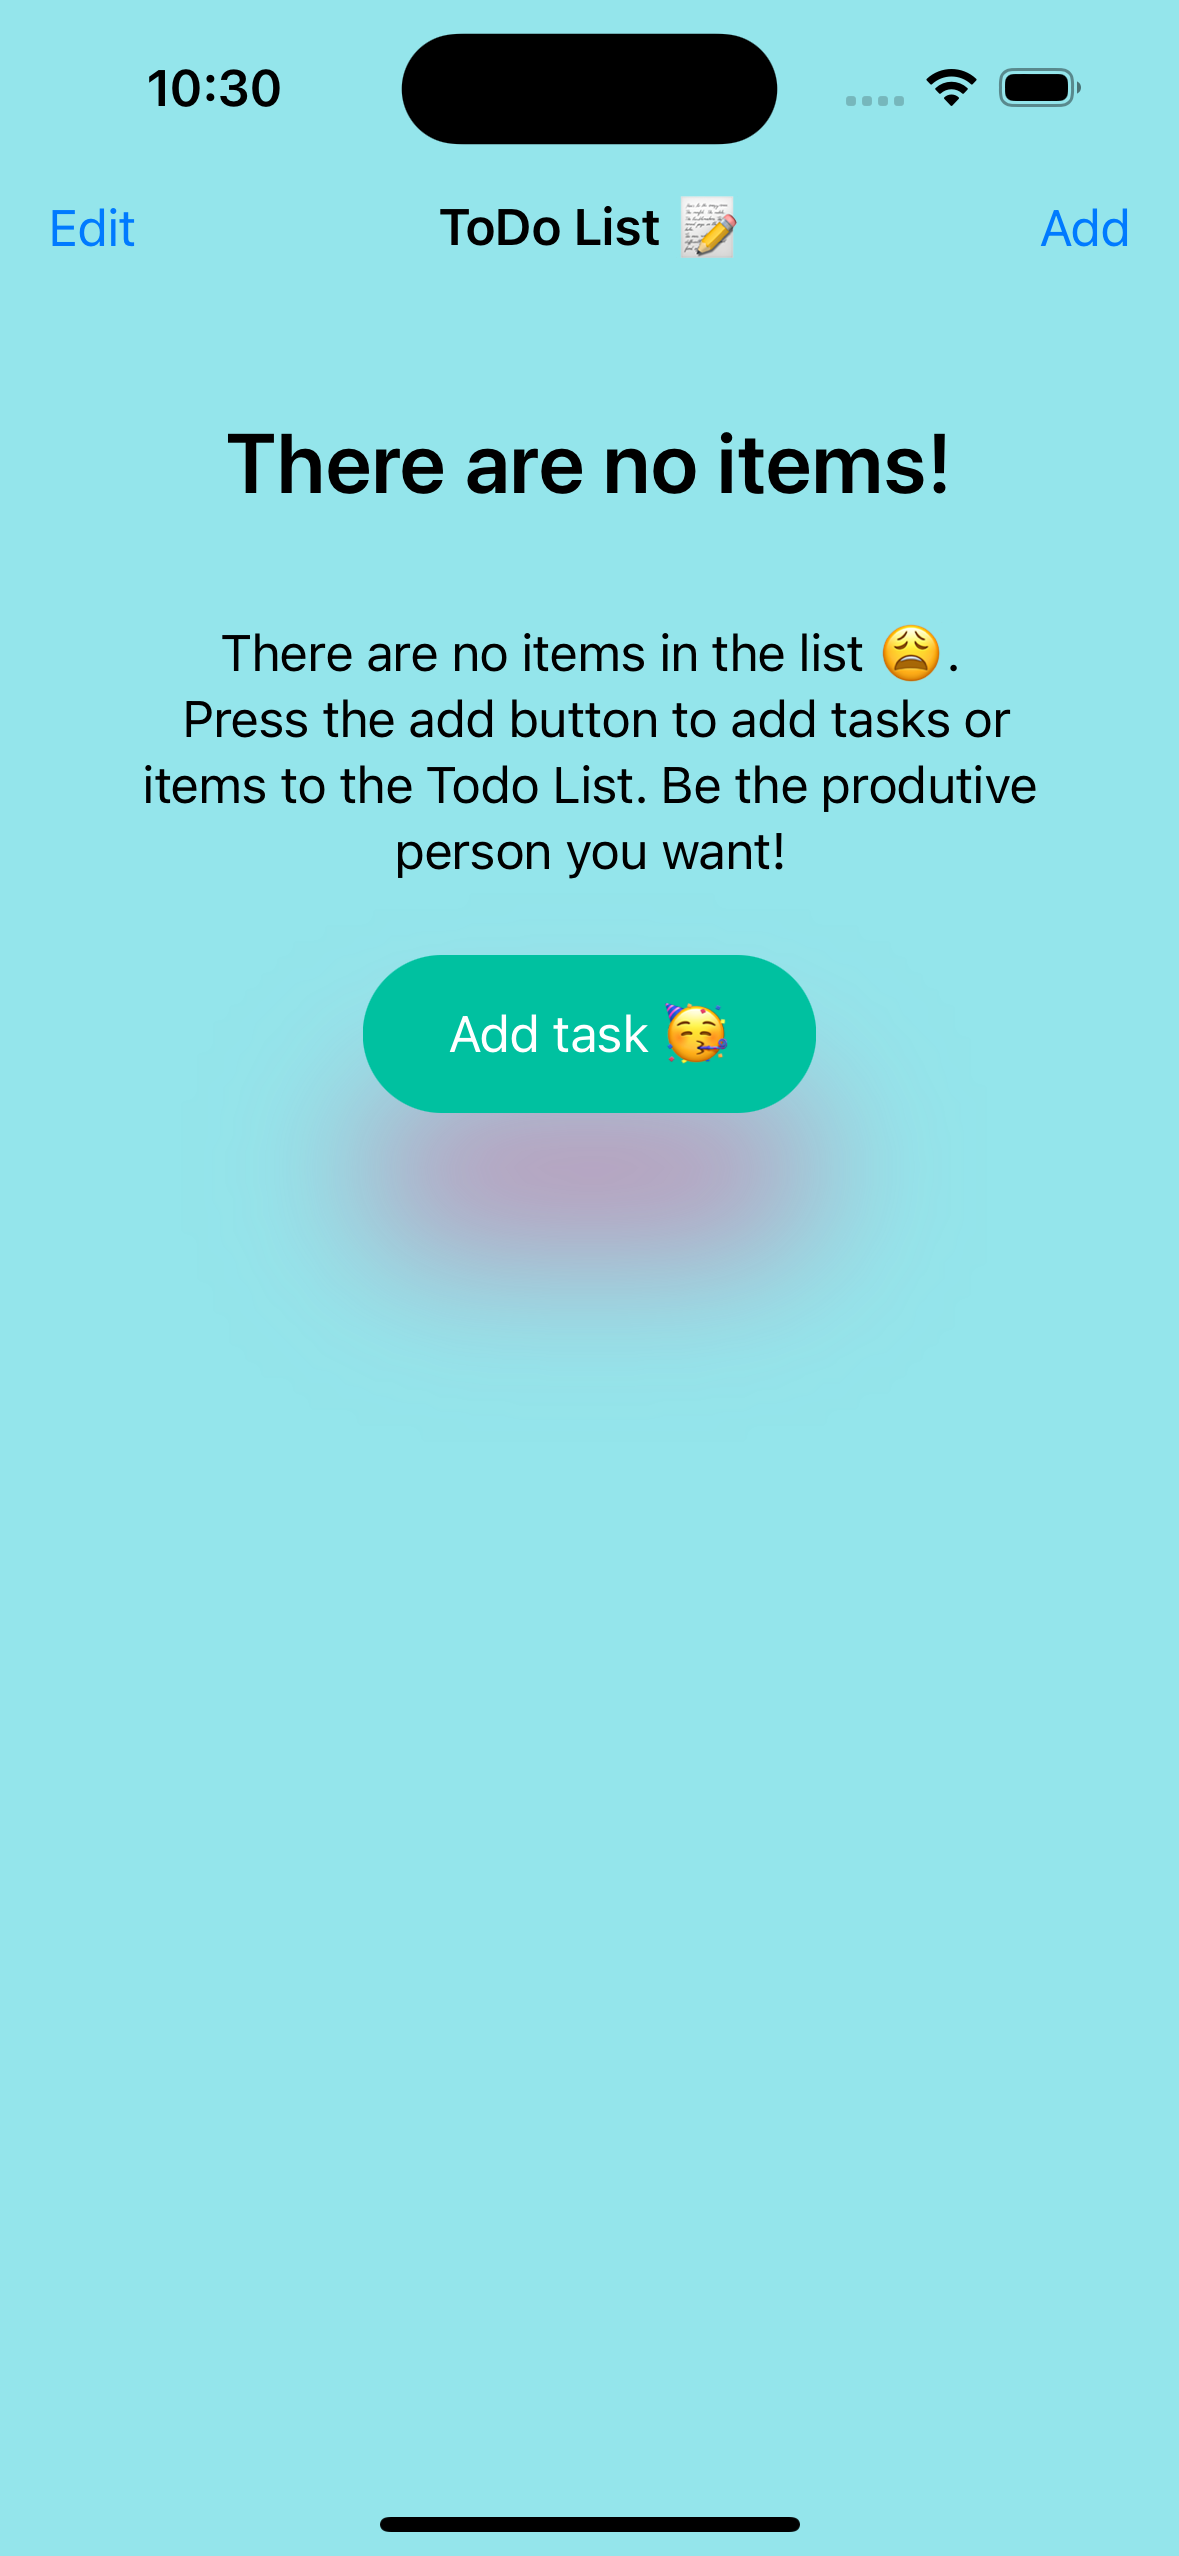 10:30
Edit
ToDo List 📝
Add
There are no items!
There are no items in the list 😩.
Press the add button to add tasks or
items to the Todo List. Be the produtive
person you want!
Add task 🥳